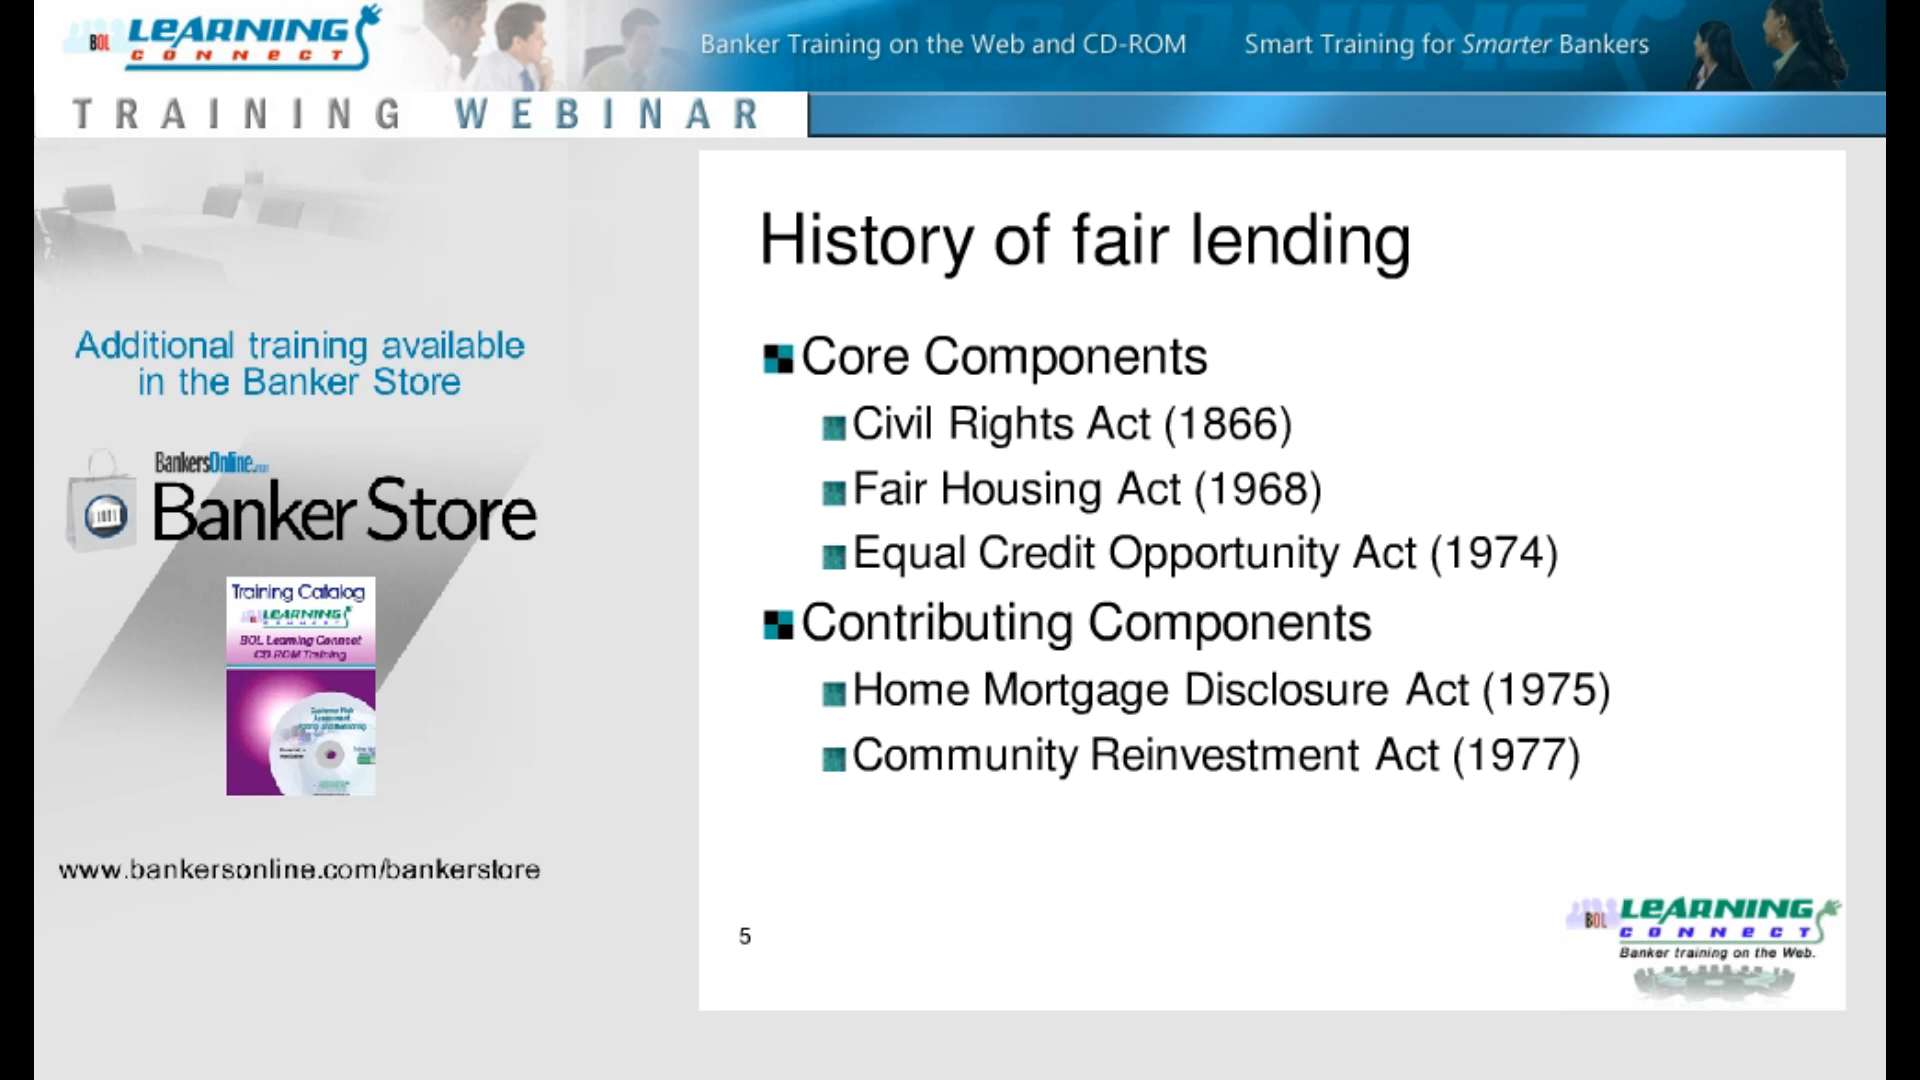 BOL LEARNING
CONNECT
Banker Training on the Web and CD-ROM Smart Training for Smarter Bankers
TRAINING WEBINAR
Additional training available
in the Banker Store
BankersOnline.com
Banker Store
Training Catalog
LEARNING
CONNECT
BOL Learning Connect
CD ROM Training
www.bankersonline.com/bankerstore
History of fair lending
Core Components
Civil Rights Act (1866)
Fair Housing Act (1968)
Equal Credit Opportunity Act (1974)
Contributing Components
Home Mortgage Disclosure Act (1975)
Community Reinvestment Act (1977)
5
BOL LEARNING
CONNECT
Banker training on the Web.